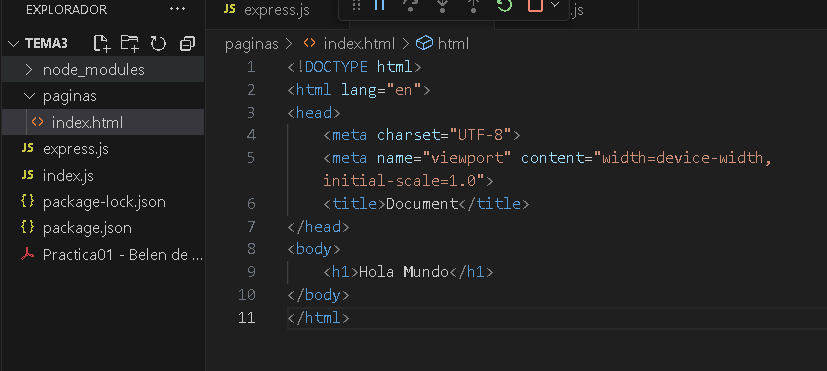 EXPLORADOR
TEMA3
node_modules
paginas
index.html
JS express.js
JS index.js
{} package-lock.json
{} package.json
Practica01 - Belen de ...
JS express.js
.js
paginas > index.html > html
1 <!DOCTYPE html>
2 <html lang="en">
3 <head>
4 <meta charset="UTF-8">
5 <meta name="viewport" content="width=device-width,
initial-scale=1.0">
6 <title>Document</title>
7 </head>
8 <body>
9 <h1>Hola Mundo</h1>
10 </body>
11 </html>